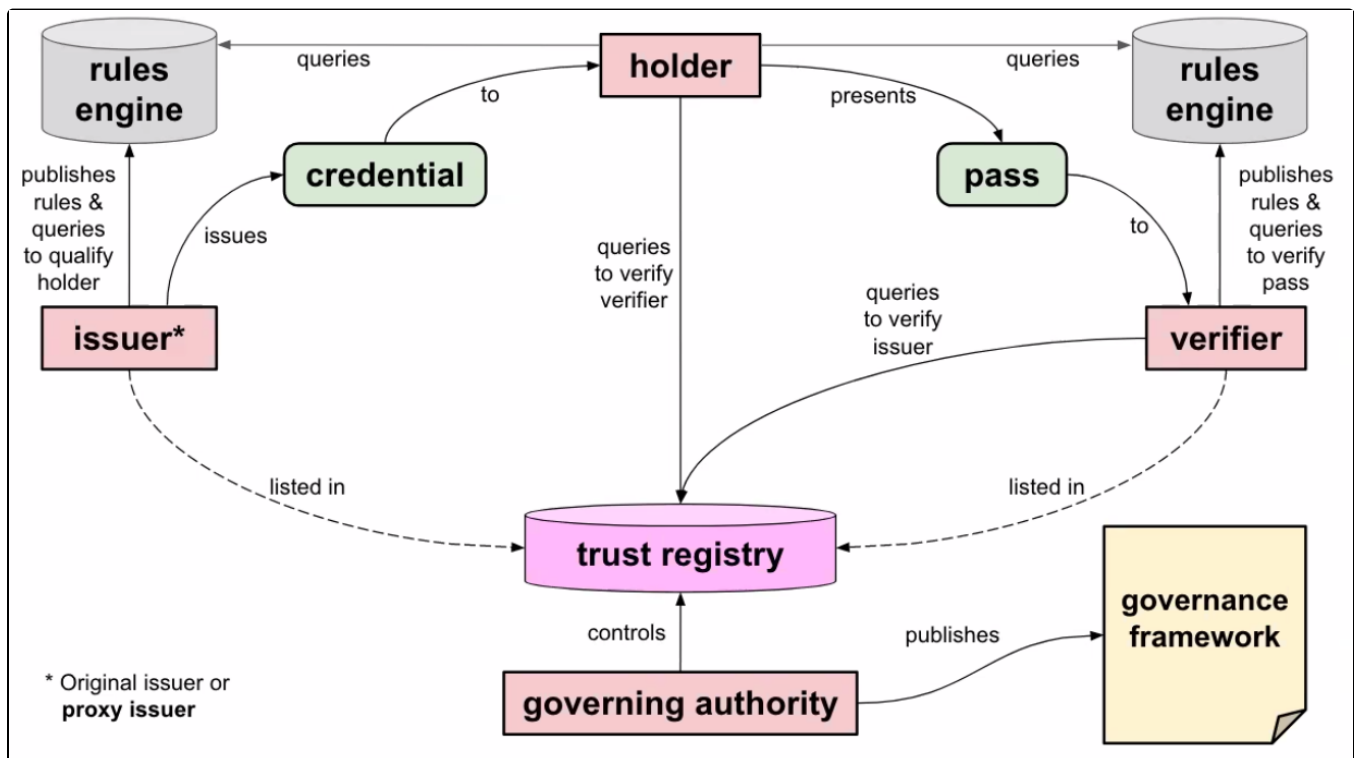 rules
engine
queries
holder
queries
rules
engine
to
presents
publishes
rules &
queries
to qualify
holder
credential
pass
publishes
rules &
queries
to verify
pass
issues
to
queries
to verify
verifier
queries
to verify
issuer
issuer*
verifier
listed in
listed in
trust registry
governance
framework
controls
publishes
* Original issuer or
proxy issuer
governing authority